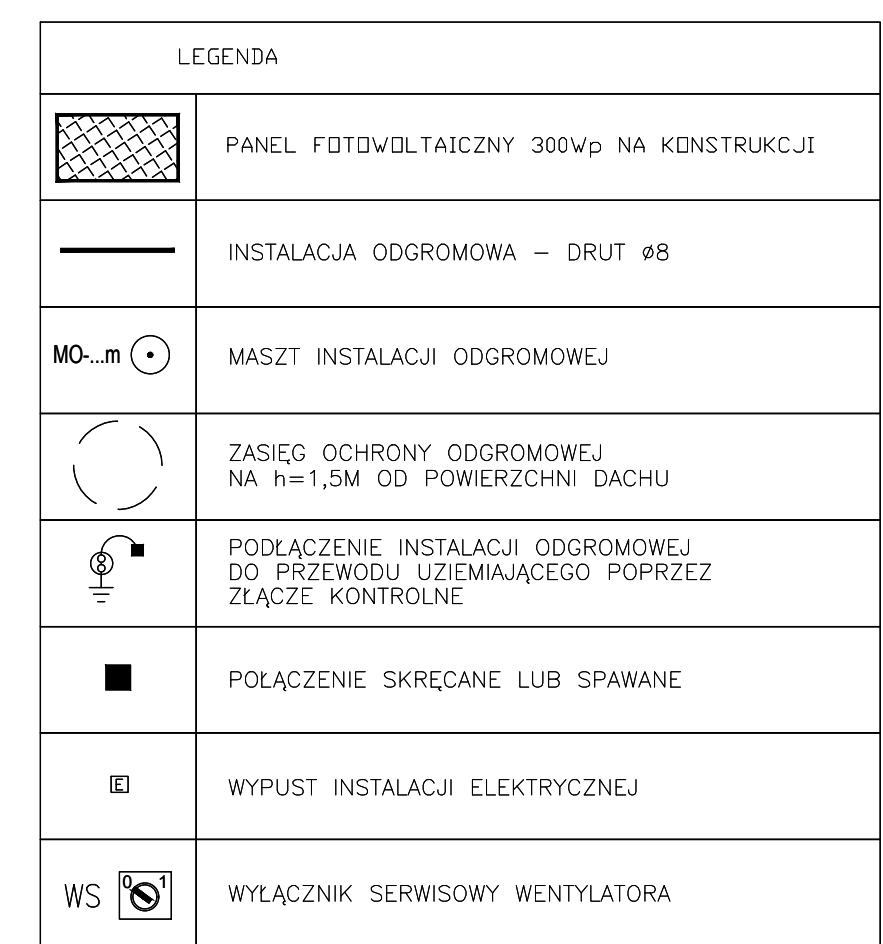 LEGENDA
PANEL FOTOWOLTAICZNY 300Wp NA KONSTRUKCJI
INSTALACJA ODGROMOWA – DRUT ø8
MO-...m
MASZT INSTALACJI ODGROMOWEJ
ZASIĘG OCHRONY ODGROMOWEJ
NA h=1,5M OD POWIERZCHNI DACHU
PODŁĄCZENIE INSTALACJI ODGROMOWEJ
DO PRZEWODU UZIEMIAJĄCEGO POPRZEZ
ZŁĄCZE KONTROLNE
POŁĄCZENIE SKRĘCANE LUB SPAWANE
E
WYPUST INSTALACJI ELEKTRYCZNEJ
WS 0 1
WYŁĄCZNIK SERWISOWY WENTYLATORA